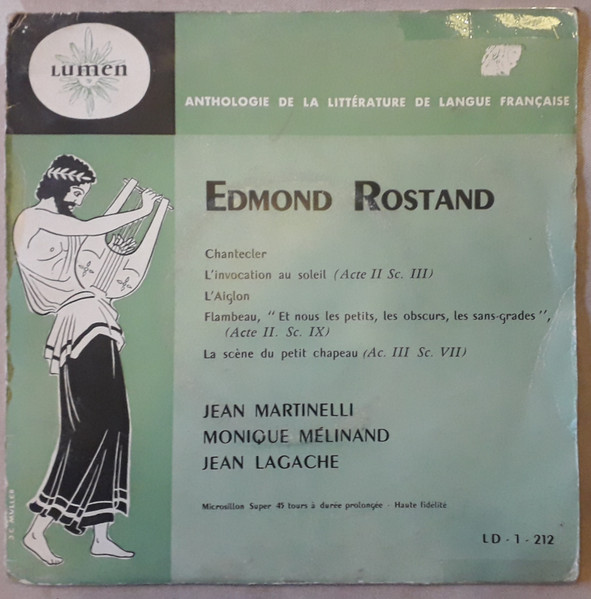 Lumen
ANTHOLOGIE DE LA LITTÉRATURE DE LANGUE FRANÇAISE
EDMOND ROSTAND
Chantecler
L'invocation au soleil (Acte II Sc. III)
L'Aiglon
Flambeau, " Et nous les petits, les obscurs, les sans-grades ",
(Acte II. Sc. IX)
La scène du petit chapeau (Ac. III Sc. VII)
JEAN MARTINELLI
MONIQUE MÉLINAND
JEAN LAGACHE
Microsillon Super 45 tours à durée prolongée - Haute fidélité
J.C. MULLER
LD - 1 - 212